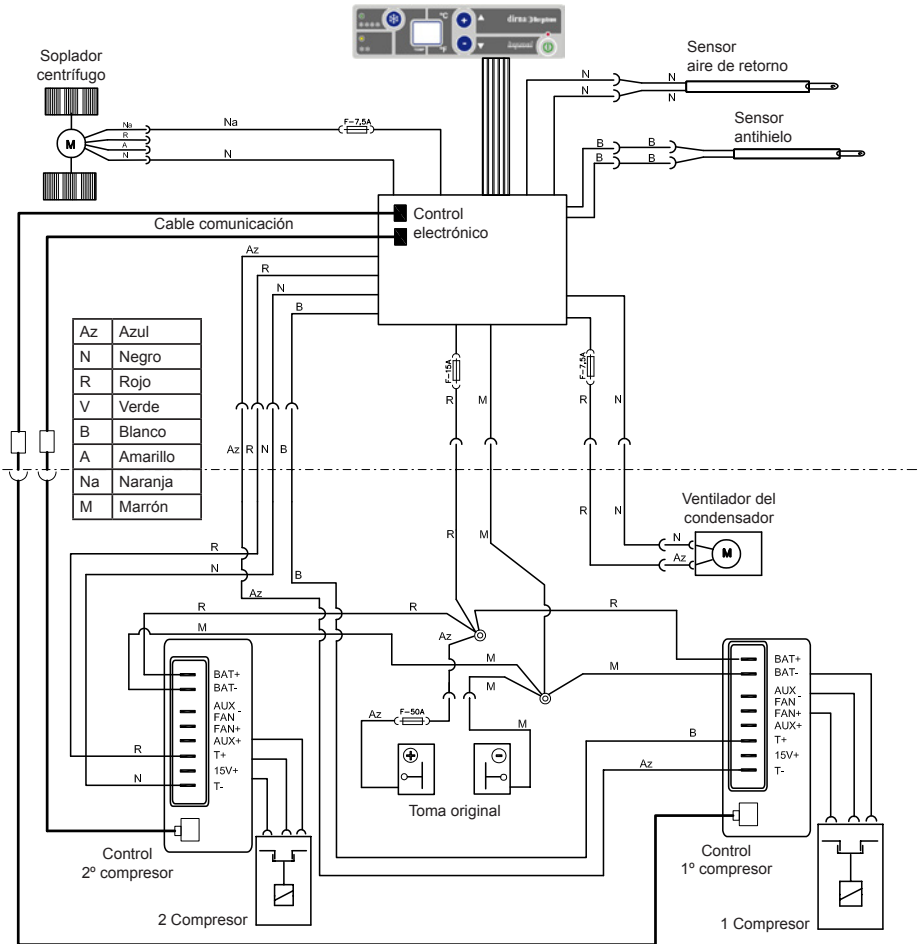 °C
°F
dirna Bergstrom
Soplador
centrífugo
M
Na
R
A
N
Na
N
F-7,5A
N
N
N
N
Sensor
aire de retorno
B
B
B
B
Sensor
antihielo
Cable comunicación
Control
electrónico
Az
R
N
B
Az Azul
N Negro
R Rojo
V Verde
B Blanco
A Amarillo
Na Naranja
M Marrón
F-15A
F-7,5A
R
M
R
N
Az
R
N
B
R
M
R
N
Ventilador del
condensador
N
Az
M
R
N
B
Az
R
R
R
M
Az
M
M
M
BAT+
BAT-
AUX -
FAN
FAN+
AUX+
T+
15V+
T-
R
N
Az
F-50A
M
+
-
Toma original
B
Az
BAT+
BAT-
AUX -
FAN
FAN+
AUX+
T+
15V+
T-
Control
2º compresor
2 Compresor
Control
1º compresor
1 Compresor